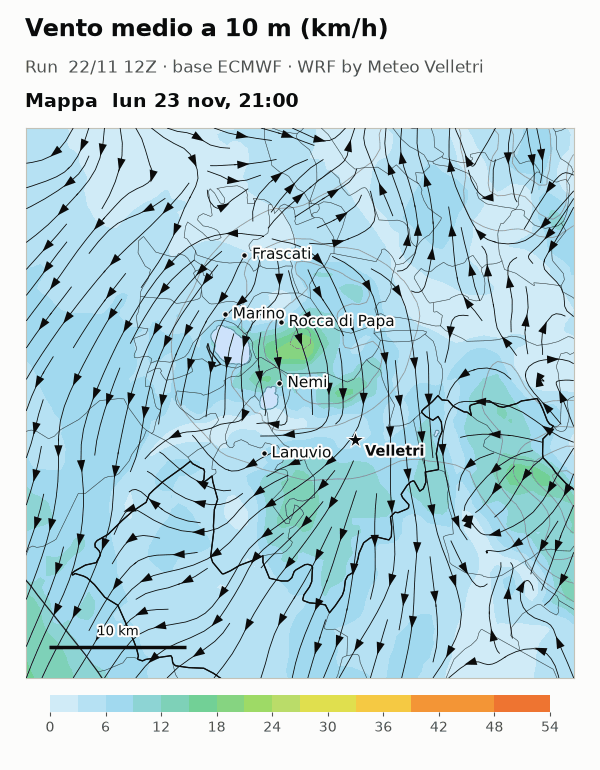 Vento medio a 10 m (km/h)
Run  22/11 12Z · base ECMWF · WRF by Meteo Velletri
Mappa  lun 23 nov, 21:00
Frascati
Marino
Rocca di Papa
Nemi
Velletri
Lanuvio
10 km
0 6 12 18 24 30 36 42 48 54